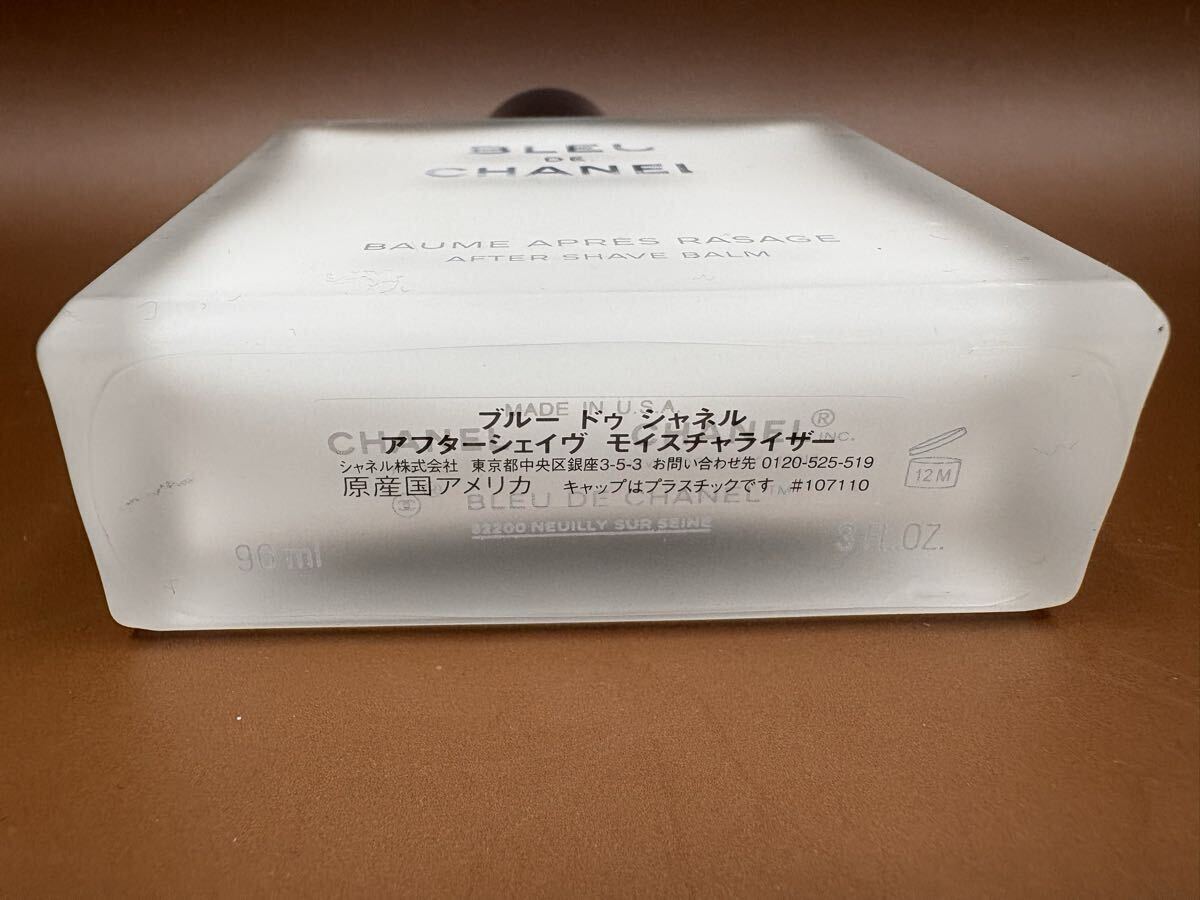 BLEU
DE
CHANEL
BAUME APRÈS RASAGE
AFTER SHAVE BALM
MADE IN U.S.A.
ブルー ドゥ シャネル
CHANEL CHANEL® INC.
アフターシェイヴ モイスチャライザー
シャネル株式会社 東京都中央区銀座3-5-3 お問い合わせ先 0120-525-519
原産国アメリカ キャップはプラスチックです #107110
12M
BLEU DE CHANEL™
92200 NEUILLY SUR SEINE
90 ml
3 FL.OZ.